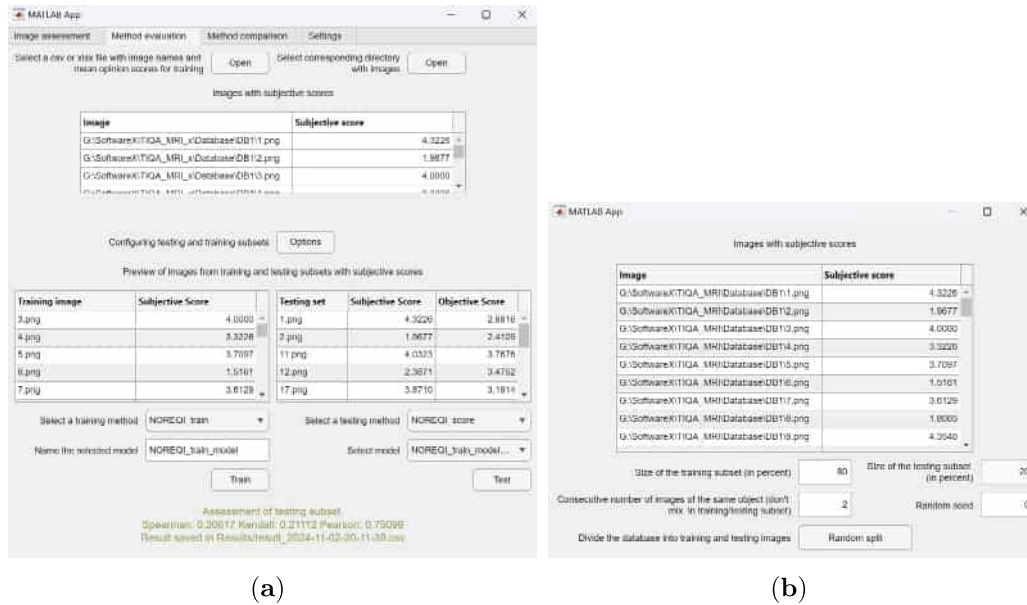 MATLAB App
Image assessment Method evaluation Method comparison Settings
Select a csv or xlsx file with image names and mean opinion scores for training Open Select corresponding directory with images Open
Images with subjective scores
Image Subjective score
G:\SoftwareX\TIQA_MRI_x\Database\DB1\1.png 4.3226
G:\SoftwareX\TIQA_MRI_x\Database\DB1\2.png 1.9677
G:\SoftwareX\TIQA_MRI_x\Database\DB1\3.png 4.0000
Configuring testing and training subsets Options
Preview of images from training and testing subsets with subjective scores
Training image Subjective Score
3.png 4.0000
4.png 3.3226
5.png 3.7097
6.png 1.5161
7.png 3.6129
Testing set Subjective Score Objective Score
1.png 4.3226 2.8816
2.png 1.9677 2.4109
11.png 4.0323 3.7676
12.png 2.3871 3.4752
17.png 3.8710 3.1914
Select a training method NOREQI_train
Select a testing method NOREQI_score
Name the selected model NOREQI_train_model
Select model NOREQI_train_model...
Train
Test
Assessment of testing subset
Spearman: 0.30617 Kendall: 0.21112 Pearson: 0.75099
Result saved in Results/result_2024-11-02-20-11-39.csv
(a)
MATLAB App
Images with subjective scores
Image Subjective score
G:\SoftwareX\TIQA_MRI\Database\DB1\1.png 4.3226
G:\SoftwareX\TIQA_MRI\Database\DB1\2.png 1.9677
G:\SoftwareX\TIQA_MRI\Database\DB1\3.png 4.0000
G:\SoftwareX\TIQA_MRI\Database\DB1\4.png 3.3226
G:\SoftwareX\TIQA_MRI\Database\DB1\5.png 3.7097
G:\SoftwareX\TIQA_MRI\Database\DB1\6.png 1.5161
G:\SoftwareX\TIQA_MRI\Database\DB1\7.png 3.6129
G:\SoftwareX\TIQA_MRI\Database\DB1\8.png
G:\SoftwareX\TIQA_MRI\Database\DB1\9.png
Size of the training subset (in percent) 80
Size of the testing subset (in percent) 20
Consecutive number of images of the same object (don't mix in training/testing subset) 2
Random seed 0
Divide the database into training and testing images Random split
(b)